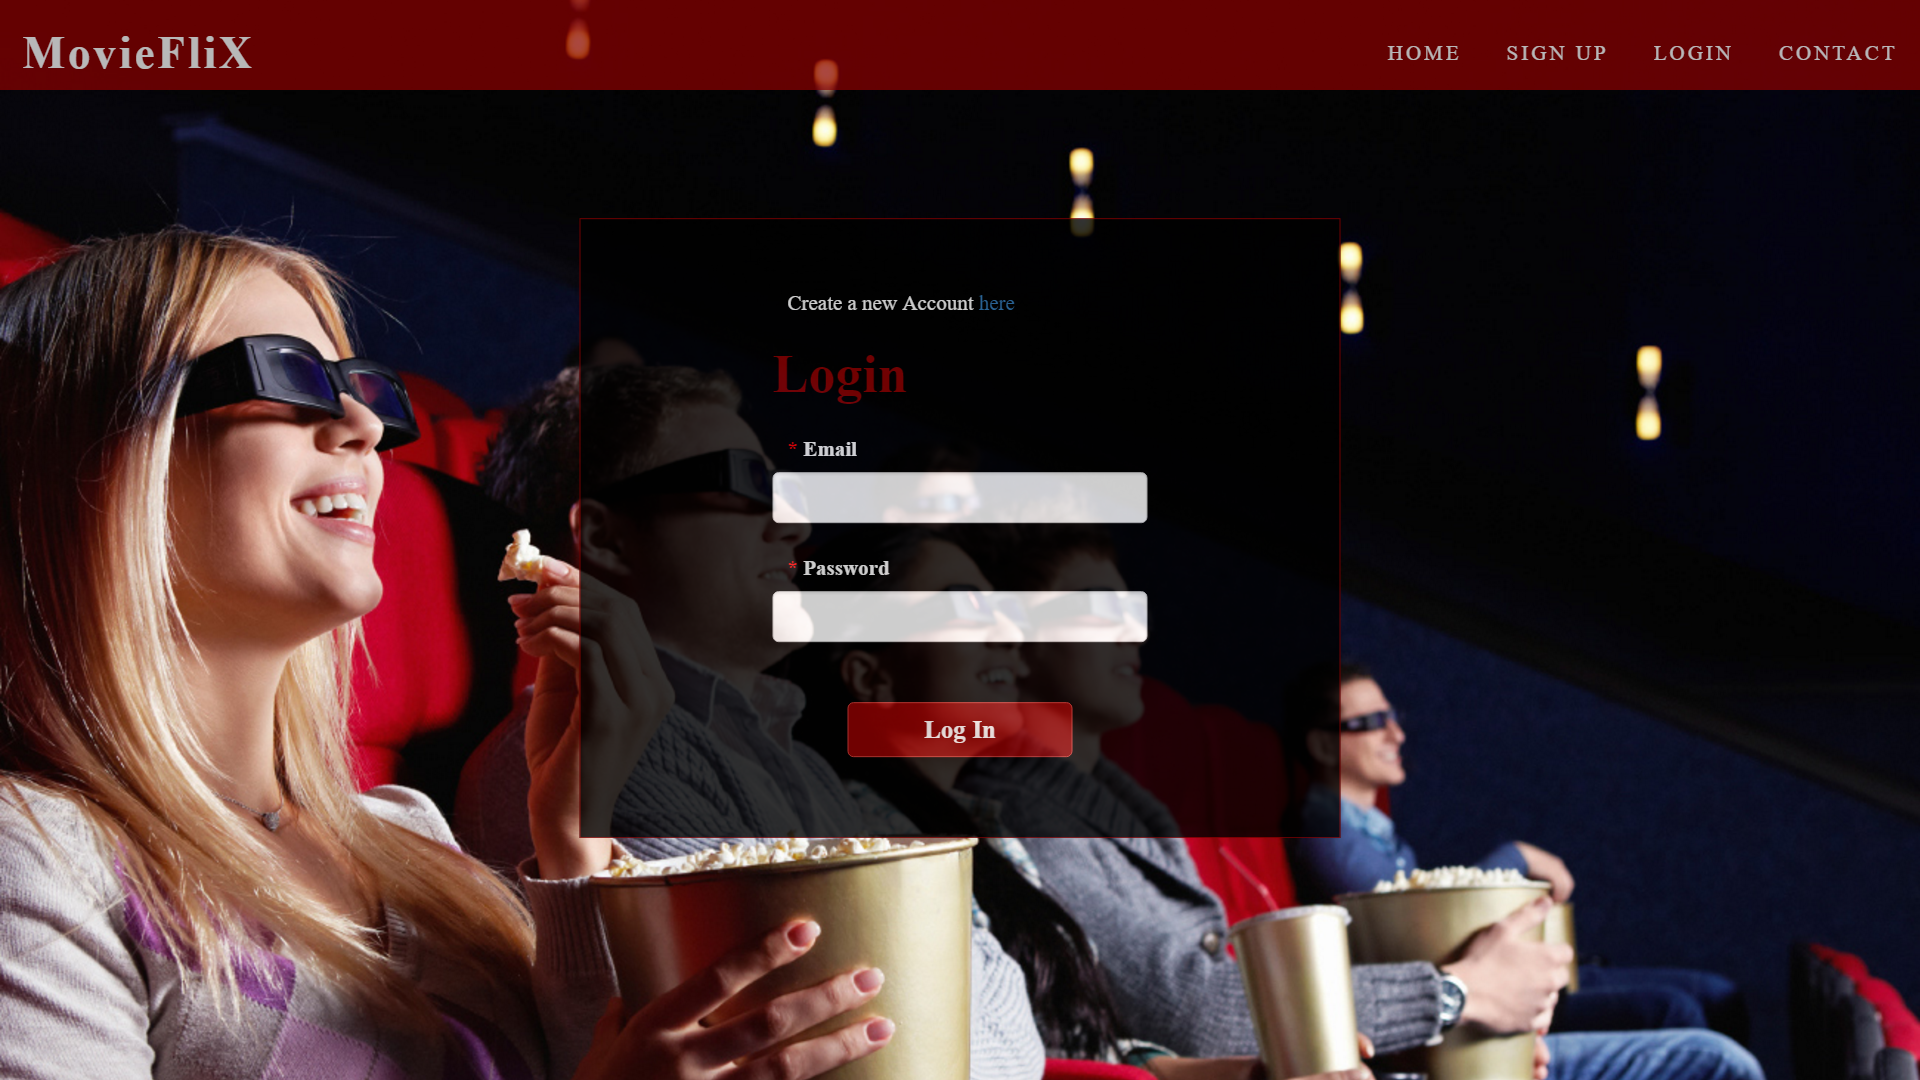 MovieFliX
HOME SIGN UP LOGIN CONTACT
Create a new Account here
Login
* Email
* Password
Log In